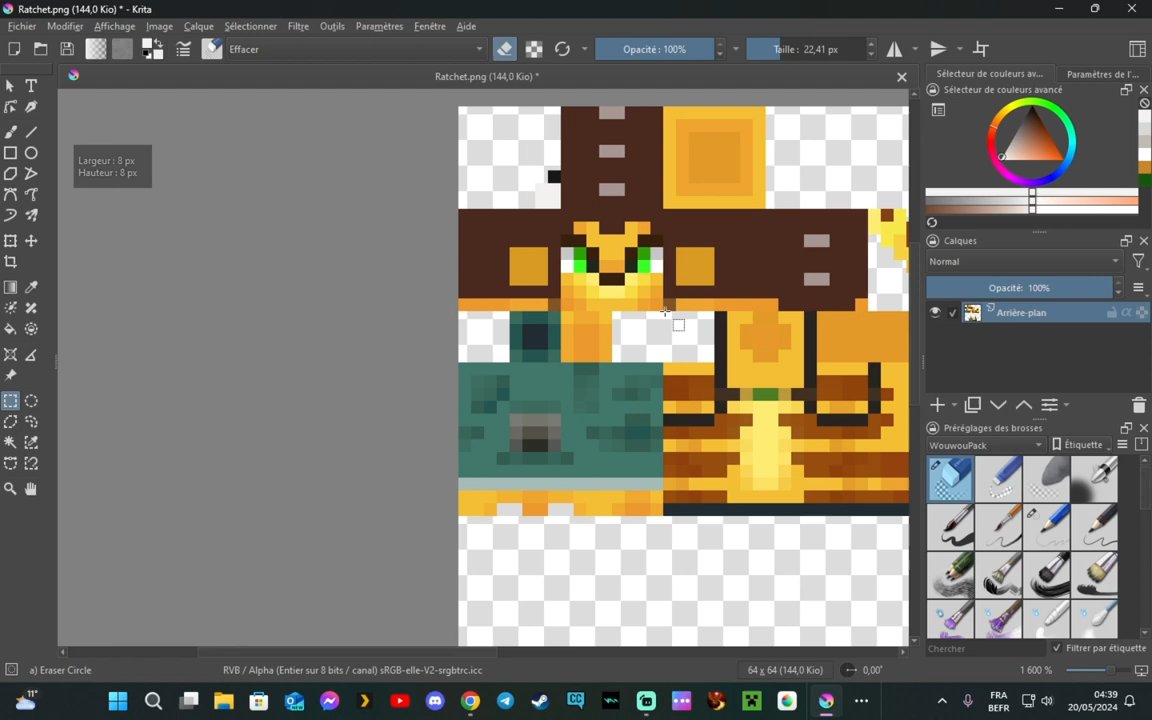 Ratchet.png (144,0 Kio) * - Krita
Fichier Modifier Affichage Image Calque Sélectionner Filtre Outils Paramètres Fenêtre Aide
Effacer
Opacité : 100%
Taille : 22,41 px
Ratchet.png (144,0 Kio) *
Sélecteur de couleurs av...
Paramètres de l'...
Sélecteur de couleurs avancé
Largeur : 8 px
Hauteur : 8 px
Calques
Normal
Opacité: 100%
Arrière-plan
Préréglages des brosses
WouwouPack
Étiquette
Chercher
Filtrer par étiquette
a) Eraser Circle
RVB / Alpha (Entier sur 8 bits / canal) sRGB-elle-V2-srgbtrc.icc
64 x 64 (144,0 Kio)
0,00°
1 600 %
11°
FRA
BEFR
04:39
20/05/2024